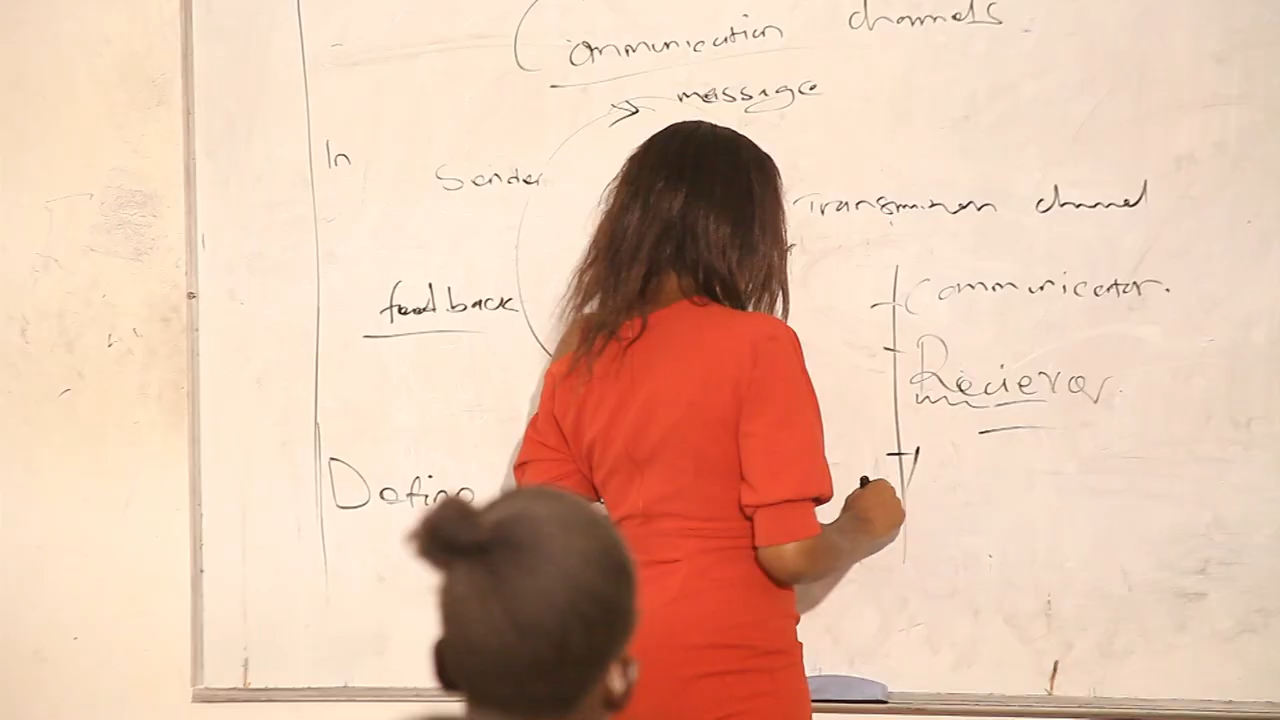 Communication channels
message
In
Sender
Transmission channel
feedback
Communicator.
Reciever.
Define